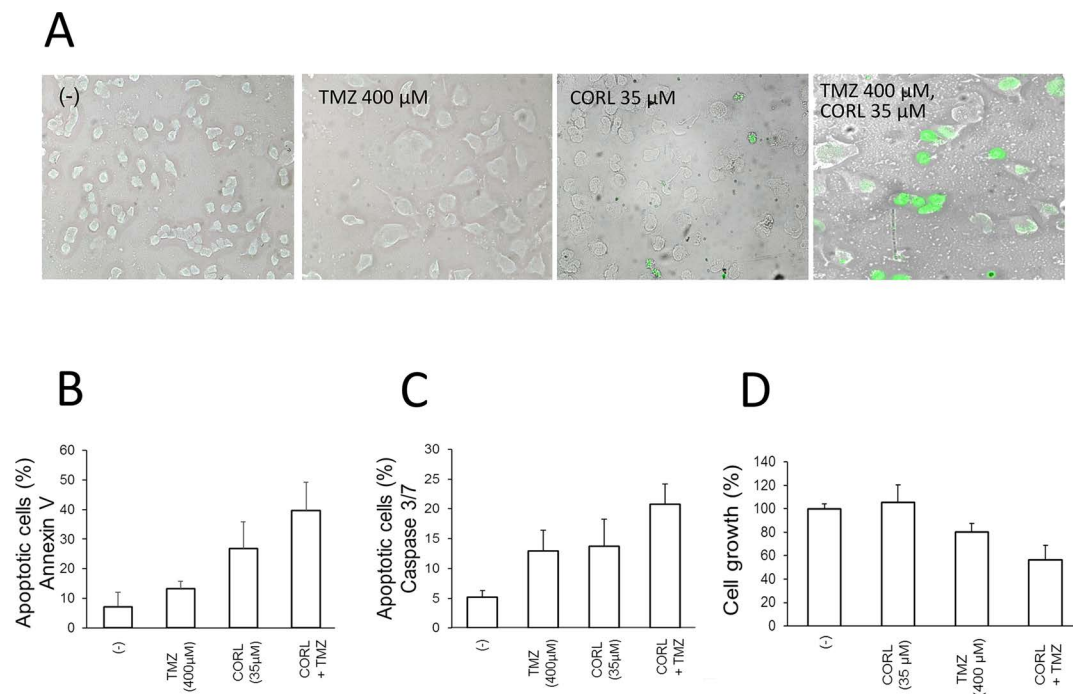 A
(-)
TMZ 400 µM
CORL 35 µM
TMZ 400 µM,
CORL 35 µM
B
Apoptotic cells (%)
Annexin V
60
50
40
30
20
10
0
(-)
TMZ
(400µM)
CORL
(35µM)
CORL
+ TMZ
C
Apoptotic cells (%)
Caspase 3/7
30
25
20
15
10
5
0
(-)
TMZ
(400µM)
CORL
(35µM)
CORL
+ TMZ
D
Cell growth (%)
140
120
100
80
60
40
20
0
(-)
CORL
(35 µM)
TMZ
(400 µM)
CORL
+ TMZ